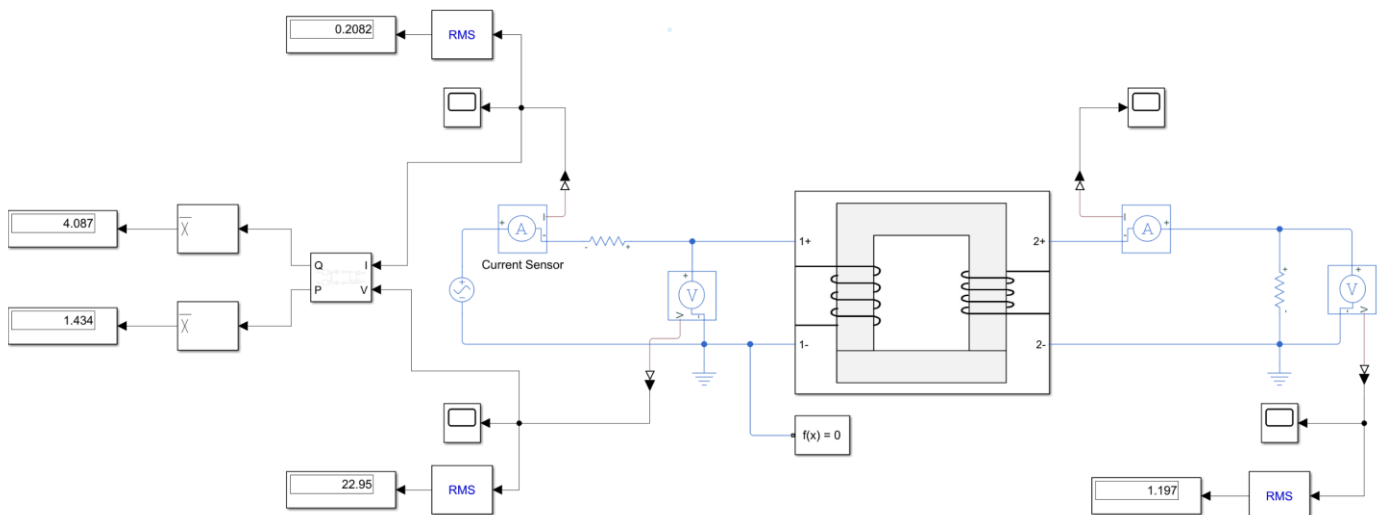 0.2082
RMS
4.087
X
Q
I
P
V
1.434
X
+
A
I
-
Current Sensor
-
+
+
V
-
V
1+
1-
2+
2-
+
I
A
-
+
-
+
V
-
V
f(x) = 0
22.95
RMS
1.197
RMS